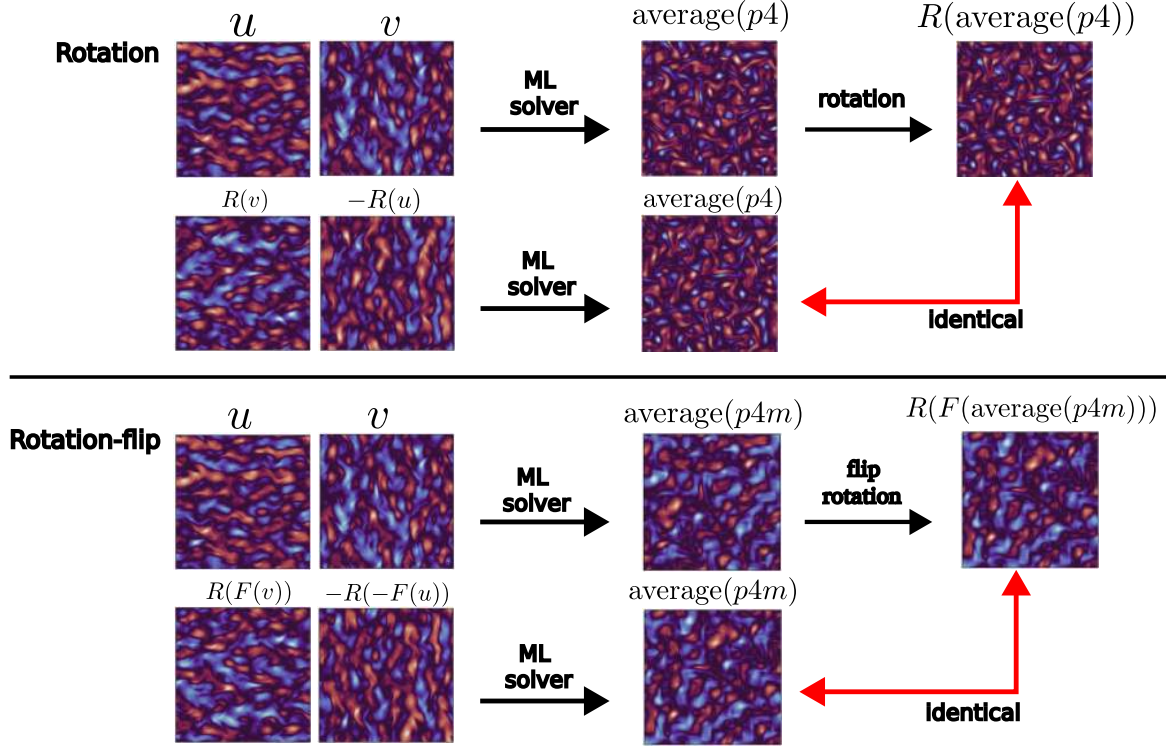 u v average(p4) R(average(p4))
Rotation
ML
solver
rotation
R(v) −R(u) average(p4)
ML
solver
identical
u v average(p4m) R(F(average(p4m)))
Rotation-flip
ML
solver
flip
rotation
R(F(v)) −R(−F(u)) average(p4m)
ML
solver
identical